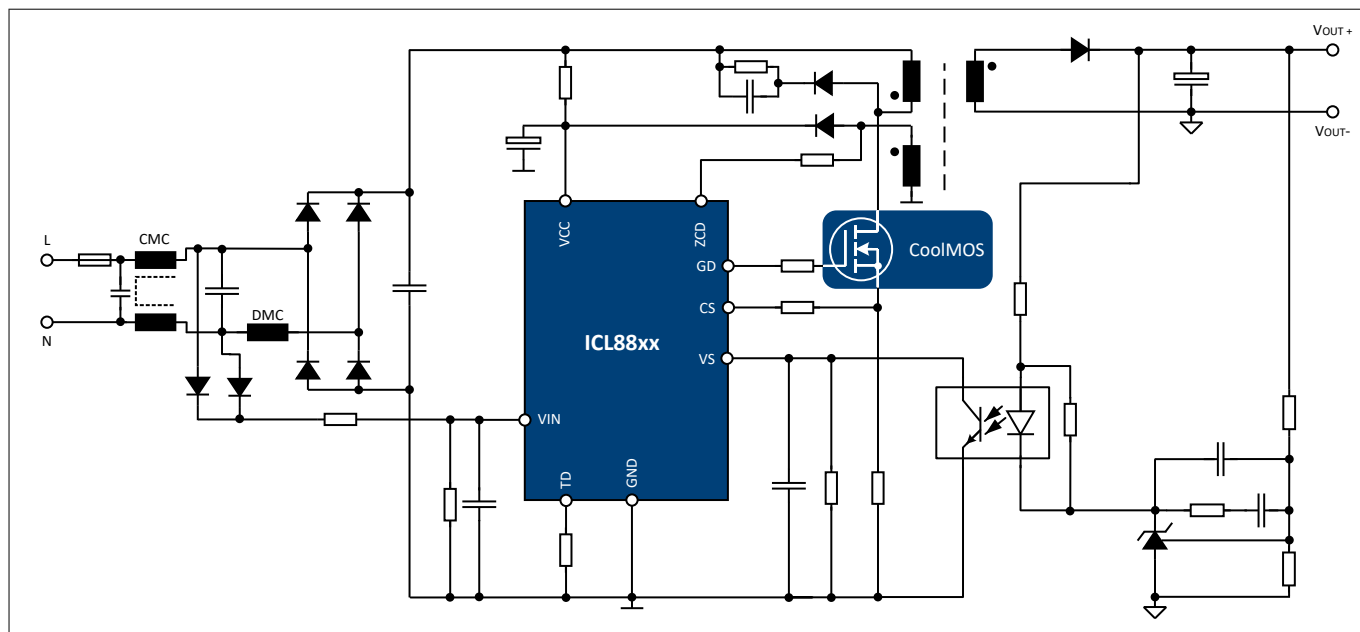 VOUT +
VOUT-
VCC
ZCD
L
CMC
GD
CoolMOS
CS
N
DMC
ICL88xx
VS
VIN
TD
GND